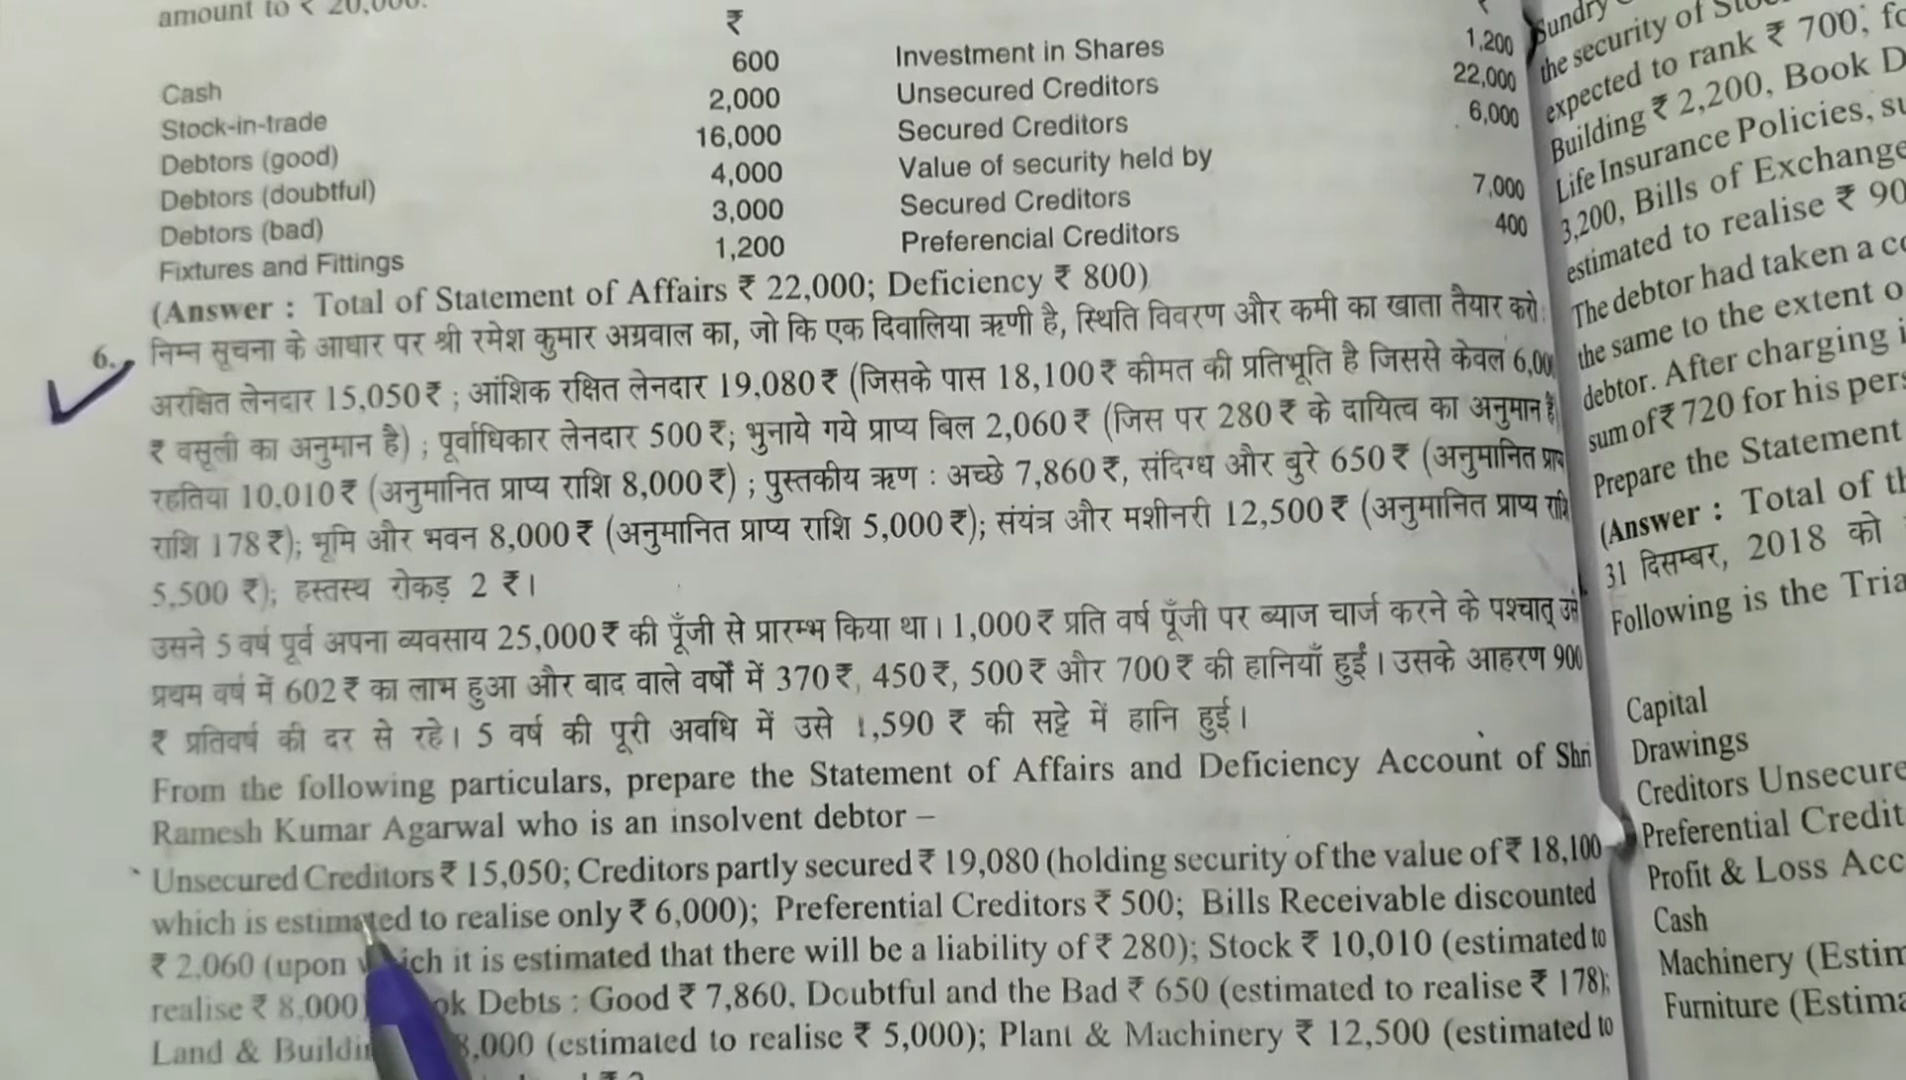 amount to ₹ 20,000.
₹
Cash 600 Investment in Shares 1,200
Stock-in-trade 2,000 Unsecured Creditors 22,000
Debtors (good) 16,000 Secured Creditors 6,000
Debtors (doubtful) 4,000 Value of security held by
Debtors (bad) 3,000 Secured Creditors 7,000
Fixtures and Fittings 1,200 Preferencial Creditors 400
(Answer : Total of Statement of Affairs ₹ 22,000; Deficiency ₹ 800)
6. निम्न सूचना के आधार पर श्री रमेश कुमार अग्रवाल का, जो कि एक दिवालिया ऋणी है, स्थिति विवरण और कमी का खाता तैयार करो:
अरक्षित लेनदार 15,050 ₹ ; आंशिक रक्षित लेनदार 19,080 ₹ (जिसके पास 18,100 ₹ कीमत की प्रतिभूति है जिससे केवल 6,00
₹ वसूली का अनुमान है) ; पूर्वाधिकार लेनदार 500 ₹; भुनाये गये प्राप्य बिल 2,060 ₹ (जिस पर 280 ₹ के दायित्व का अनुमान है)
रहतिया 10,010 ₹ (अनुमानित प्राप्य राशि 8,000 ₹) ; पुस्तकीय ऋण : अच्छे 7,860 ₹, संदिग्ध और बुरे 650 ₹ (अनुमानित प्राप्य
राशि 178 ₹); भूमि और भवन 8,000 ₹ (अनुमानित प्राप्य राशि 5,000 ₹); संयंत्र और मशीनरी 12,500 ₹ (अनुमानित प्राप्य राशि
5,500 ₹); हस्तस्थ रोकड़ 2 ₹ ।
उसने 5 वर्ष पूर्व अपना व्यवसाय 25,000 ₹ की पूँजी से प्रारम्भ किया था । 1,000 ₹ प्रति वर्ष पूँजी पर ब्याज चार्ज करने के पश्चात् उसे
प्रथम वर्ष में 602 ₹ का लाभ हुआ और बाद वाले वर्षों में 370 ₹, 450 ₹, 500 ₹ और 700 ₹ की हानियाँ हुईं । उसके आहरण 900
₹ प्रतिवर्ष की दर से रहे । 5 वर्ष की पूरी अवधि में उसे 1,590 ₹ की सट्टे में हानि हुई ।
From the following particulars, prepare the Statement of Affairs and Deficiency Account of Shri
Ramesh Kumar Agarwal who is an insolvent debtor –
Unsecured Creditors ₹ 15,050; Creditors partly secured ₹ 19,080 (holding security of the value of ₹ 18,100
which is estimated to realise only ₹ 6,000); Preferential Creditors ₹ 500; Bills Receivable discounted
₹ 2,060 (upon which it is estimated that there will be a liability of ₹ 280); Stock ₹ 10,010 (estimated to
realise ₹ 8,000) ok Debts : Good ₹ 7,860, Doubtful and the Bad ₹ 650 (estimated to realise ₹ 178);
Land & Buildi 8,000 (estimated to realise ₹ 5,000); Plant & Machinery ₹ 12,500 (estimated to
Sundry
the security of Sto
expected to rank ₹ 700; fo
Building ₹ 2,200, Book D
Life Insurance Policies, su
3,200, Bills of Exchange
estimated to realise ₹ 90
The debtor had taken a co
the same to the extent o
debtor. After charging i
sum of ₹ 720 for his pers
Prepare the Statement
(Answer : Total of th
31 दिसम्बर, 2018 को
Following is the Tria
Capital
Drawings
Creditors Unsecure
Preferential Credit
Profit & Loss Acc
Cash
Machinery (Estim
Furniture (Estima